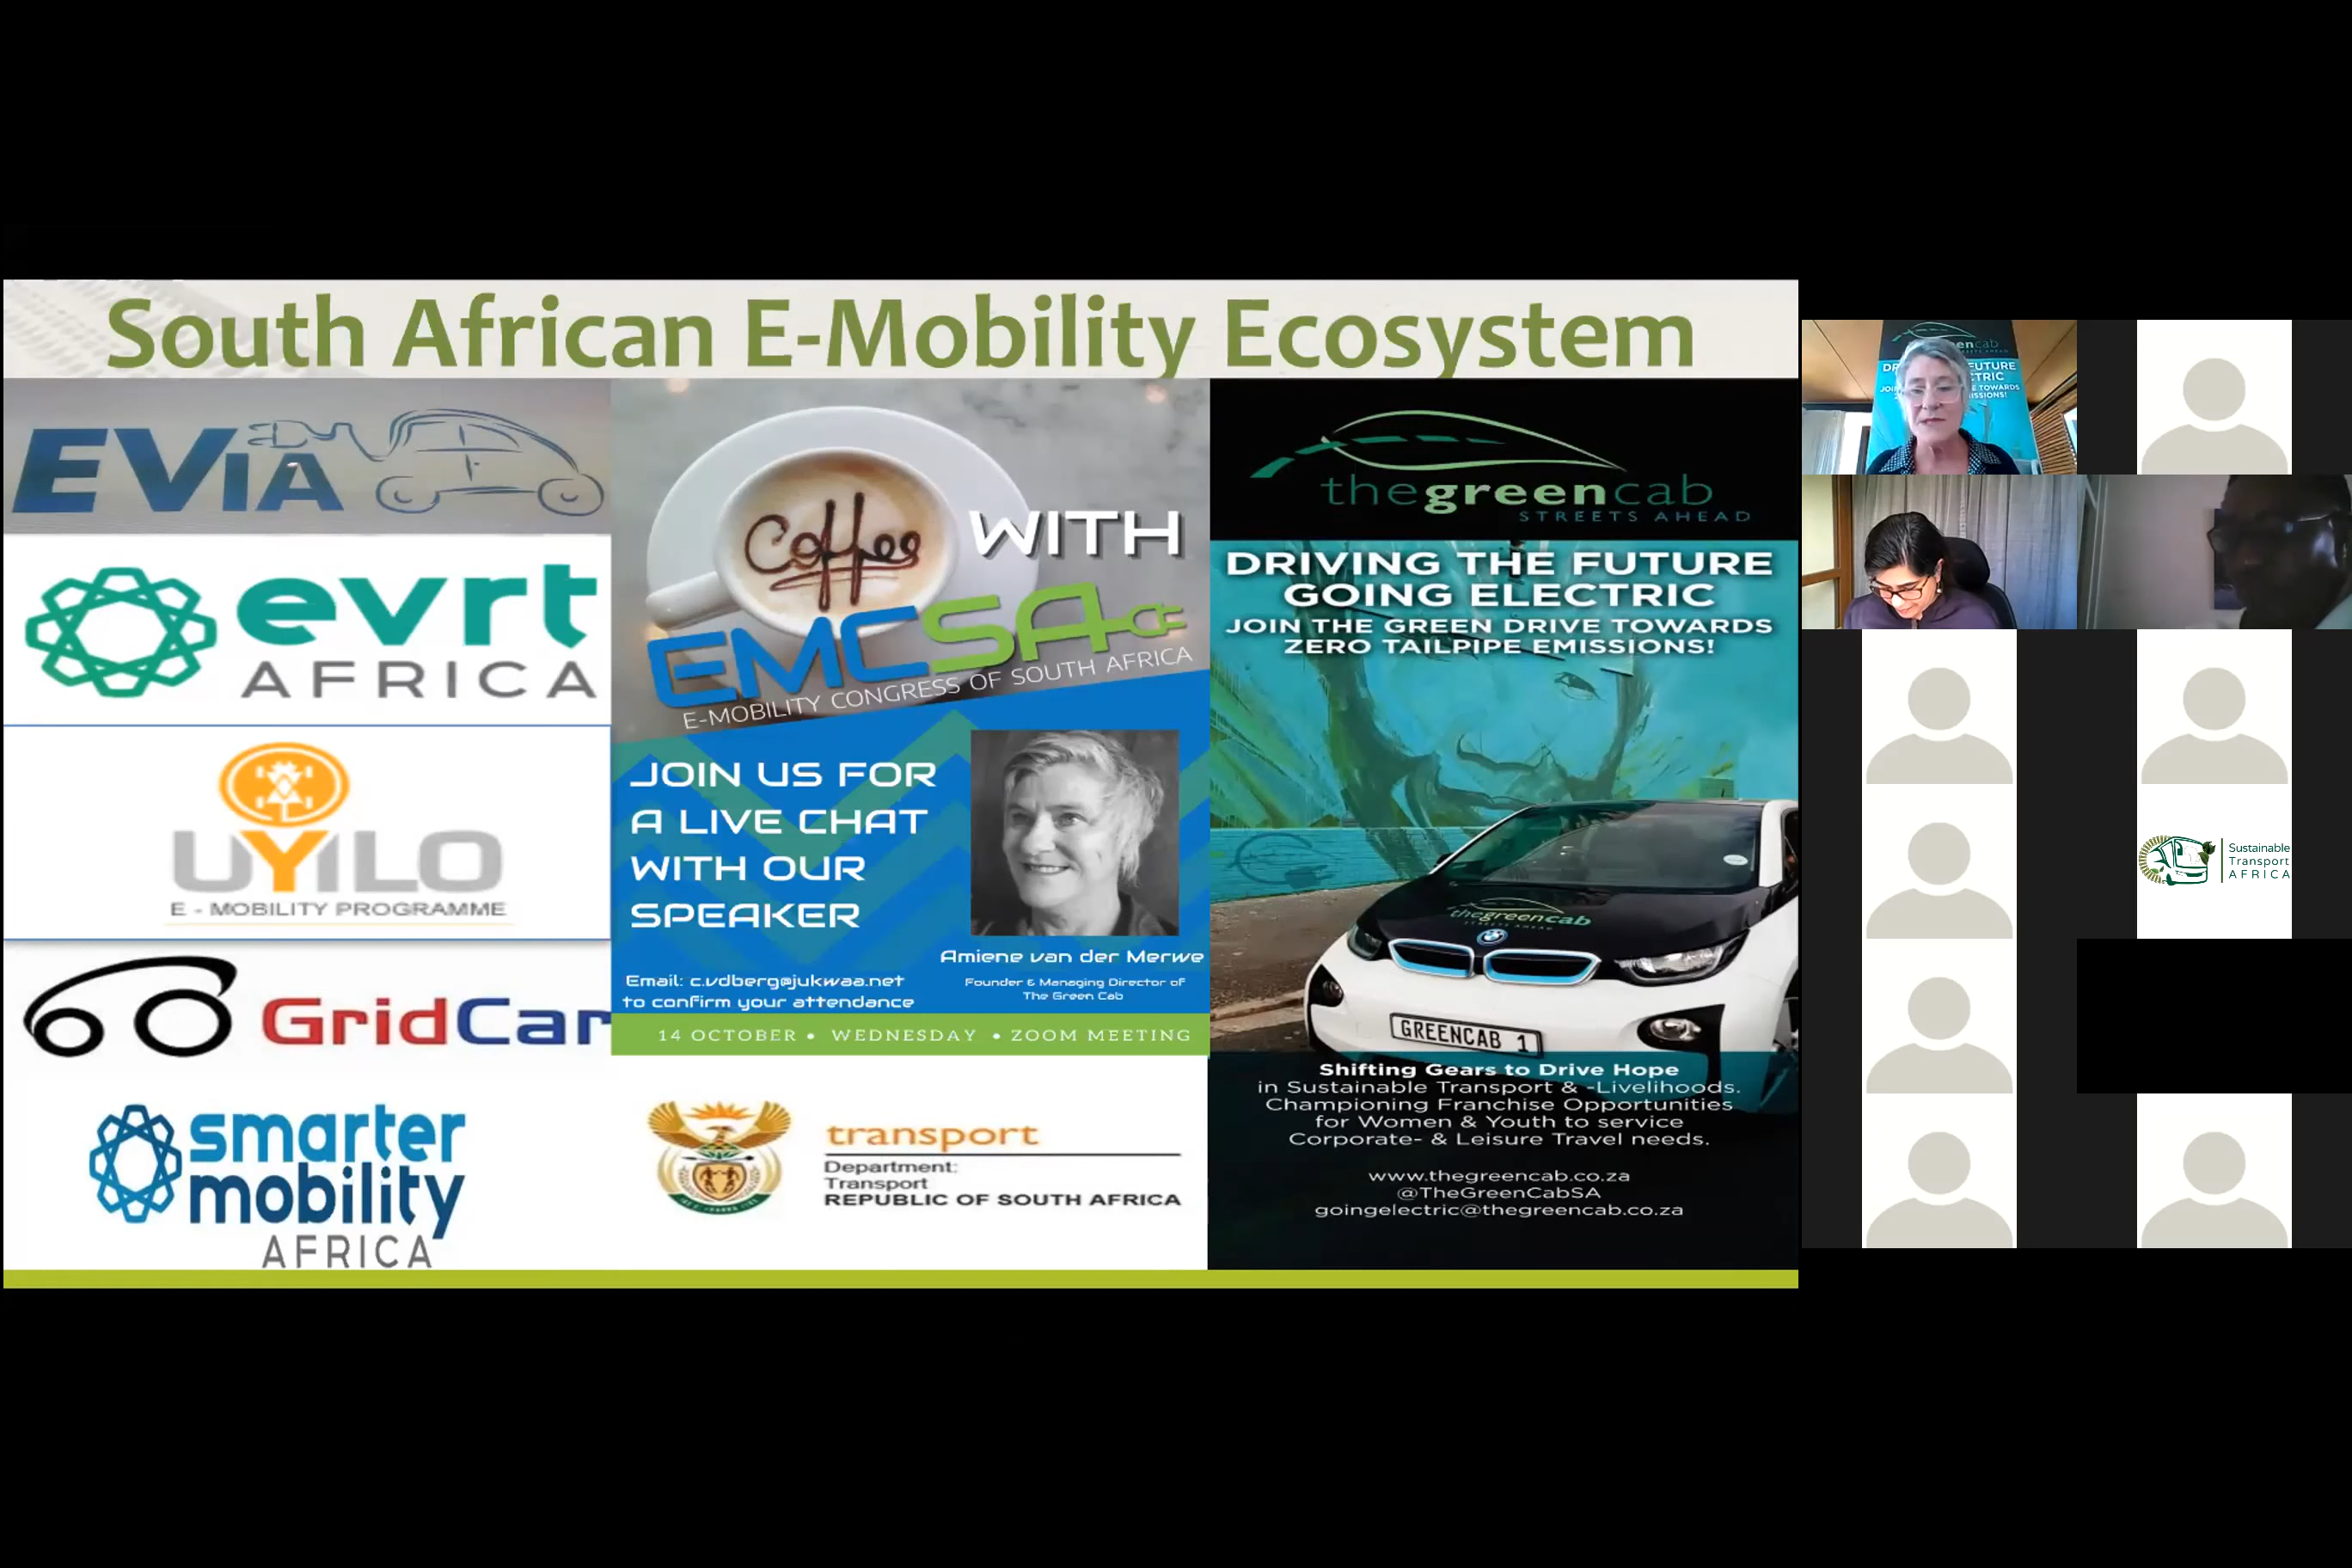 South African E-Mobility Ecosystem
EVIA
evrt
AFRICA
UYILO
E - MOBILITY PROGRAMME
GridCar
smarter
mobility
AFRICA
Coffee
WITH
EMCSA
E-MOBILITY CONGRESS OF SOUTH AFRICA
JOIN US FOR
A LIVE CHAT
WITH OUR
SPEAKER
Amiene van der Merwe
Founder & Managing Director of
The Green Cab
Email: c.vdberg@jukwaa.net
to confirm your attendance
14 OCTOBER • WEDNESDAY • ZOOM MEETING
transport
Department:
Transport
REPUBLIC OF SOUTH AFRICA
thegreencab
STREETS AHEAD
DRIVING THE FUTURE
GOING ELECTRIC
JOIN THE GREEN DRIVE TOWARDS
ZERO TAILPIPE EMISSIONS!
thegreencab
GREENCAB 1
Shifting Gears to Drive Hope
in Sustainable Transport & -Livelihoods.
Championing Franchise Opportunities
for Women & Youth to service
Corporate- & Leisure Travel needs.
www.thegreencab.co.za
@TheGreenCabSA
goingelectric@thegreencab.co.za
FUTURE
TRIC
TOWARDS
Sustainable
Transport
AFRICA